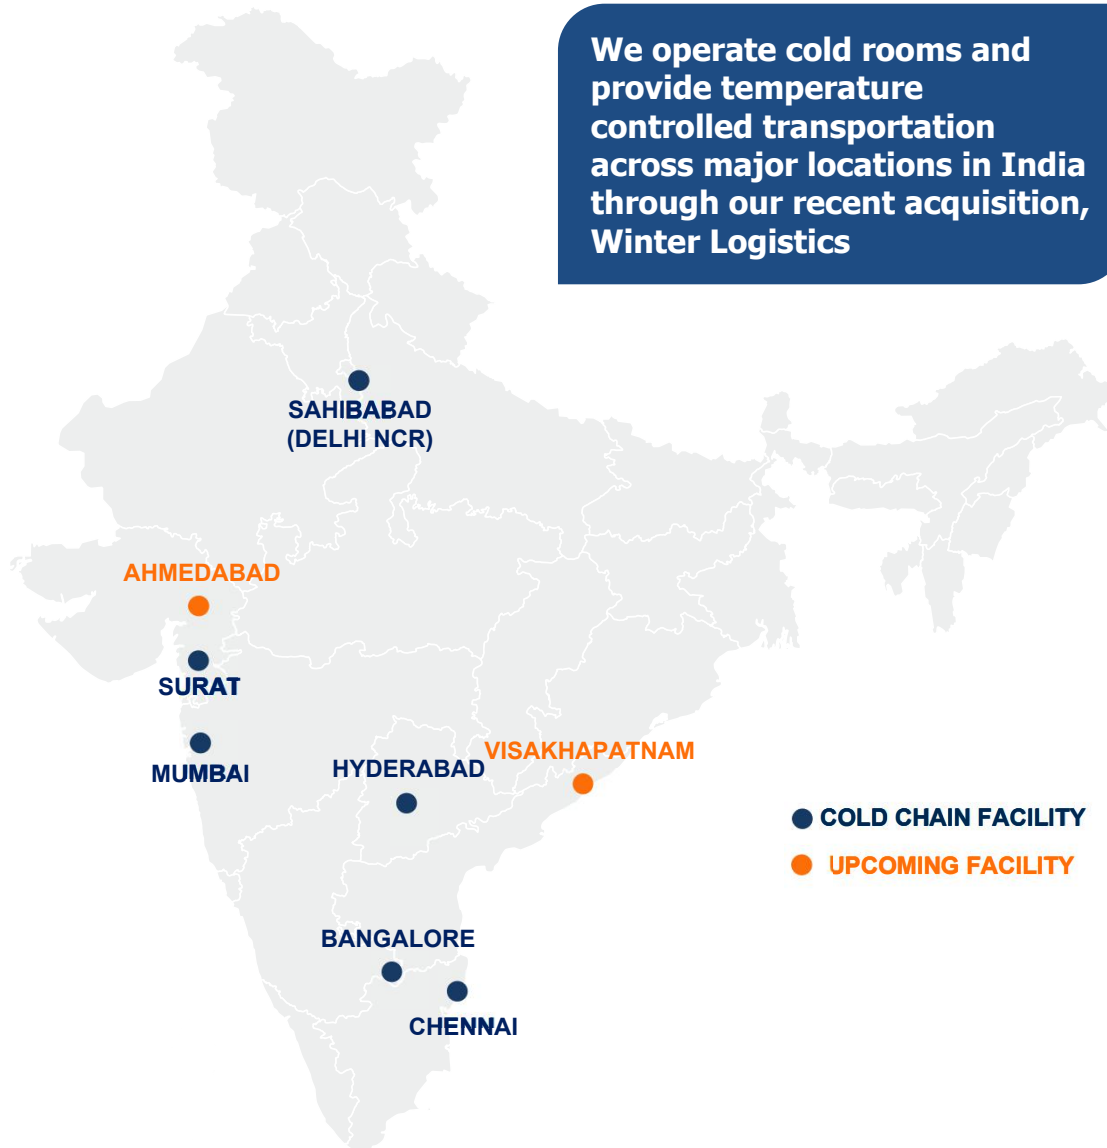 We operate cold rooms and
provide temperature
controlled transportation
across major locations in India
through our recent acquisition,
Winter Logistics
SAHIBABAD
(DELHI NCR)
AHMEDABAD
SURAT
MUMBAI
HYDERABAD
VISAKHAPATNAM
COLD CHAIN FACILITY
UPCOMING FACILITY
BANGALORE
CHENNAI